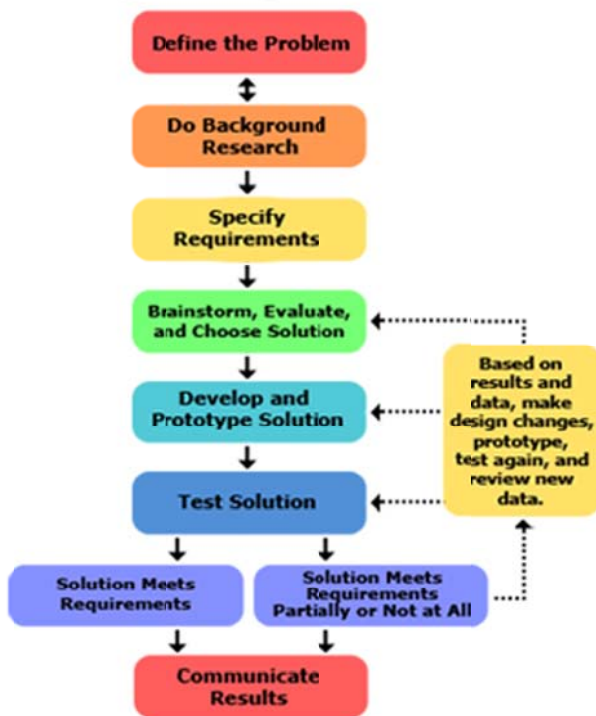 Define the Problem
Do Background
Research
Specify
Requirements
Brainstorm, Evaluate,
and Choose Solution
Develop and
Prototype Solution
Based on
results and
data, make
design changes,
prototype,
test again, and
review new
data.
Test Solution
Solution Meets
Requirements
Solution Meets
Requirements
Partially or Not at All
Communicate
Results